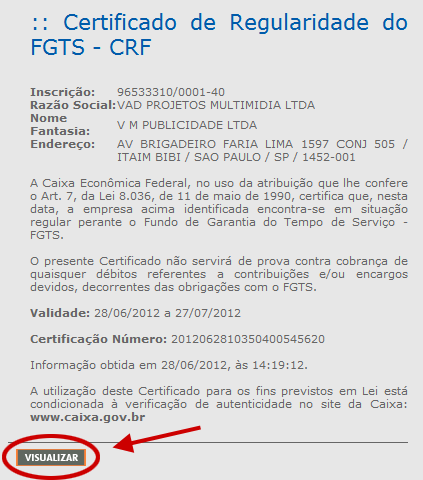 :: Certificado de Regularidade do
FGTS - CRF
Inscrição: 96533310/0001-40
Razão Social:VAD PROJETOS MULTIMIDIA LTDA
Nome
Fantasia: V M PUBLICIDADE LTDA
Endereço: AV BRIGADEIRO FARIA LIMA 1597 CONJ 505 /
ITAIM BIBI / SAO PAULO / SP / 1452-001
A Caixa Econômica Federal, no uso da atribuição que lhe confere
o Art. 7, da Lei 8.036, de 11 de maio de 1990, certifica que, nesta
data, a empresa acima identificada encontra-se em situação
regular perante o Fundo de Garantia do Tempo de Serviço -
FGTS.
O presente Certificado não servirá de prova contra cobrança de
quaisquer débitos referentes a contribuições e/ou encargos
devidos, decorrentes das obrigações com o FGTS.
Validade: 28/06/2012 a 27/07/2012
Certificação Número: 2012062810350400545620
Informação obtida em 28/06/2012, às 14:19:12.
A utilização deste Certificado para os fins previstos em Lei está
condicionada à verificação de autenticidade no site da Caixa:
www.caixa.gov.br
VISUALIZAR